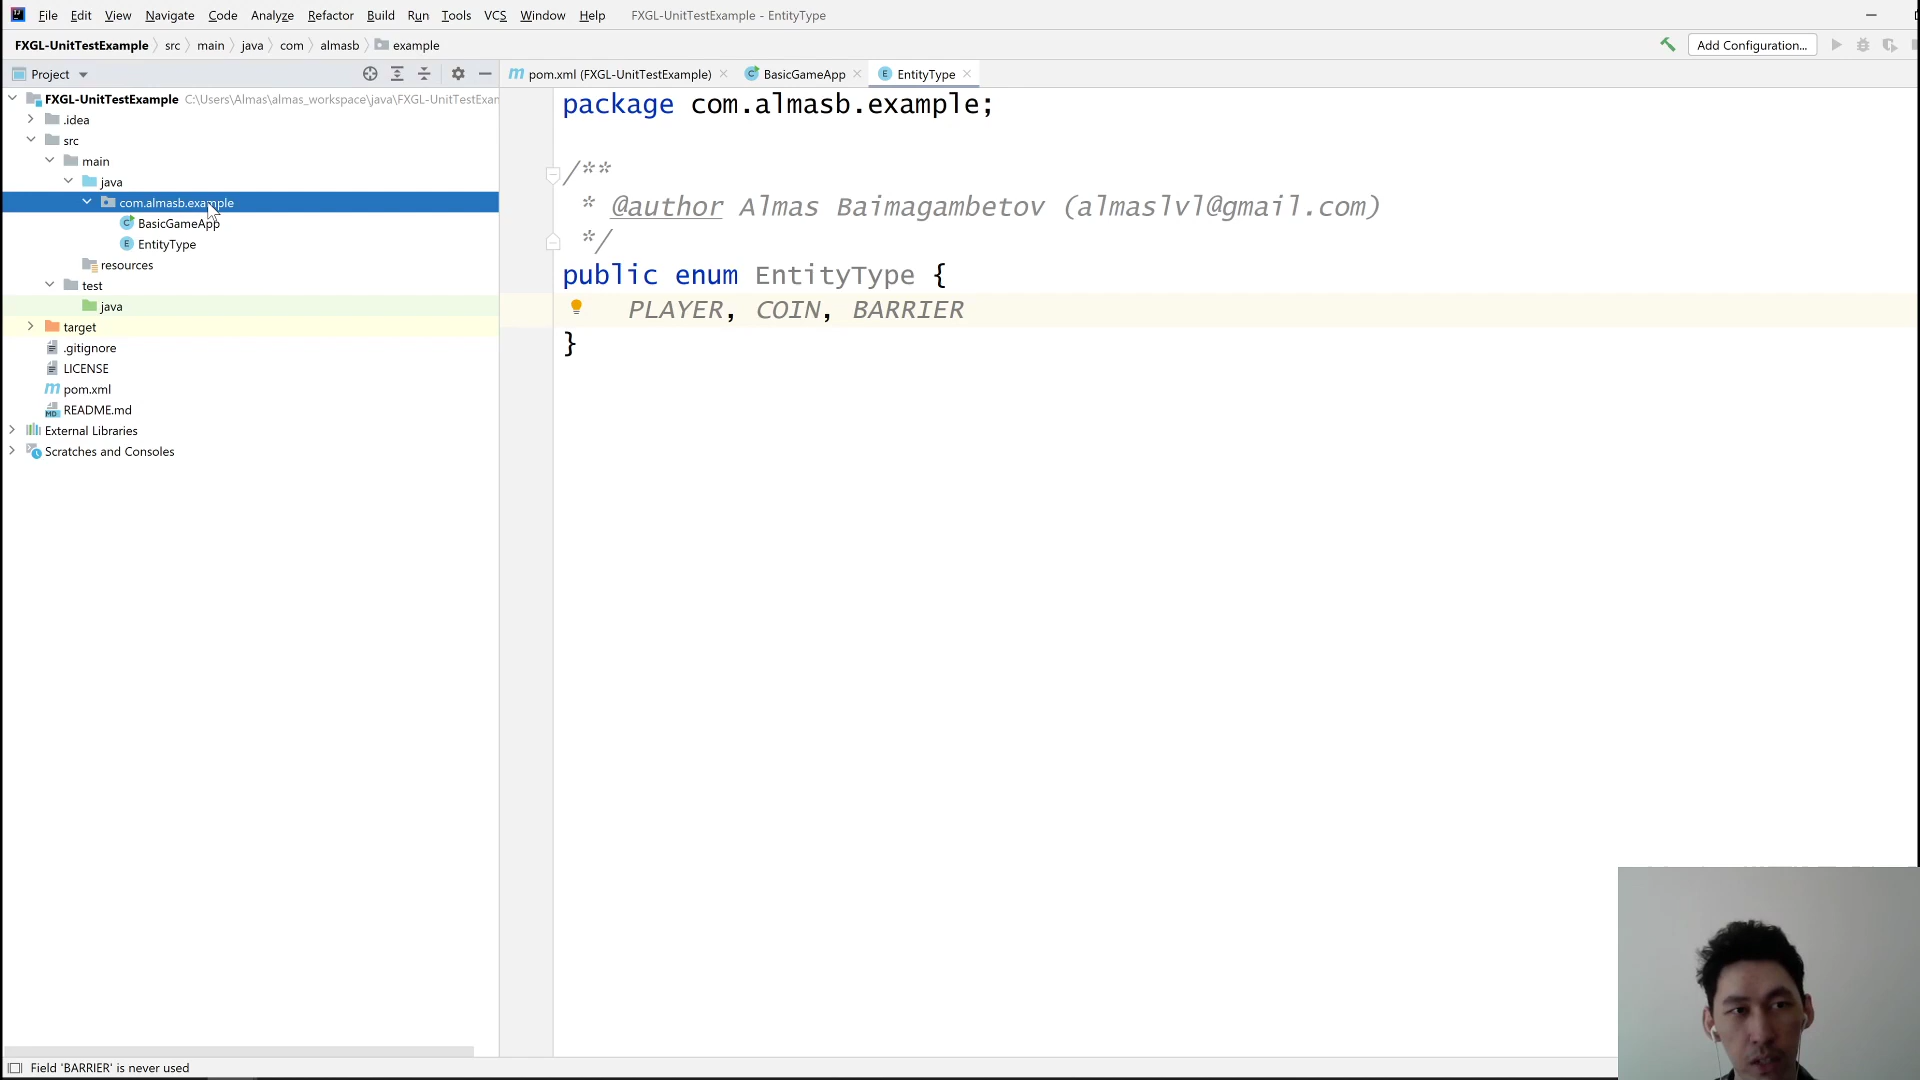 File Edit View Navigate Code Analyze Refactor Build Run Tools VCS Window Help FXGL-UnitTestExample - EntityType
FXGL-UnitTestExample src main java com almasb example Add Configuration...
Project
pom.xml (FXGL-UnitTestExample) BasicGameApp EntityType
FXGL-UnitTestExample C:\Users\Almas\almas_workspace\java\FXGL-UnitTestExar
.idea
src
main
java
com.almasb.example
BasicGameApp
EntityType
resources
test
java
target
.gitignore
LICENSE
pom.xml
README.md
External Libraries
Scratches and Consoles
package com.almasb.example;
/**
* @author Almas Baimagambetov (almaslvl@gmail.com)
*/
public enum EntityType {
PLAYER, COIN, BARRIER
}
Field 'BARRIER' is never used